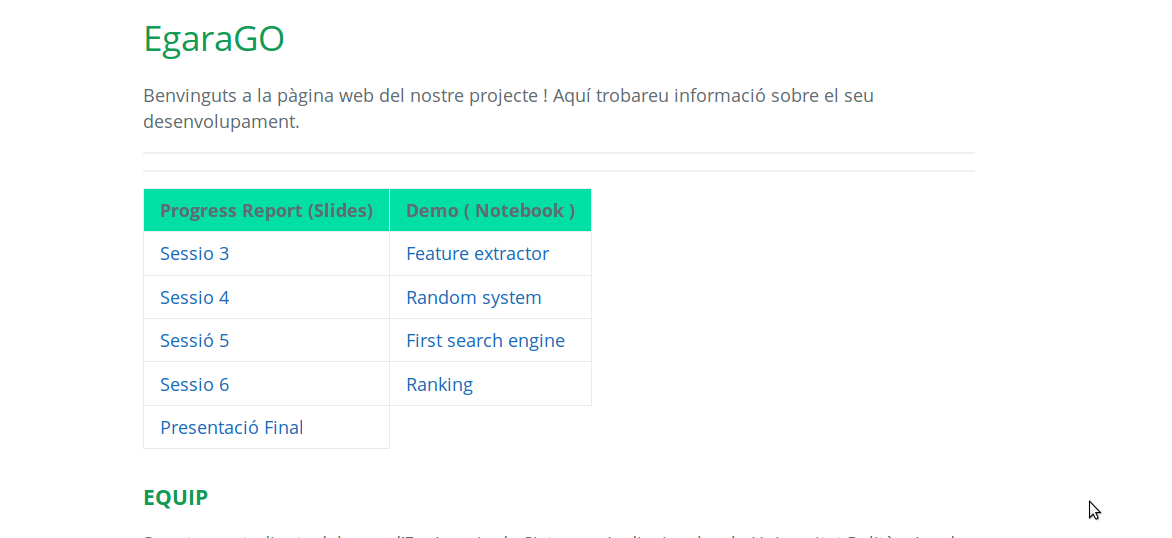 EgaraGO
Benvinguts a la pàgina web del nostre projecte ! Aquí trobareu informació sobre el seu
desenvolupament.
Progress Report (Slides) Demo ( Notebook )
Sessio 3 Feature extractor
Sessio 4 Random system
Sessió 5 First search engine
Sessio 6 Ranking
Presentació Final
EQUIP